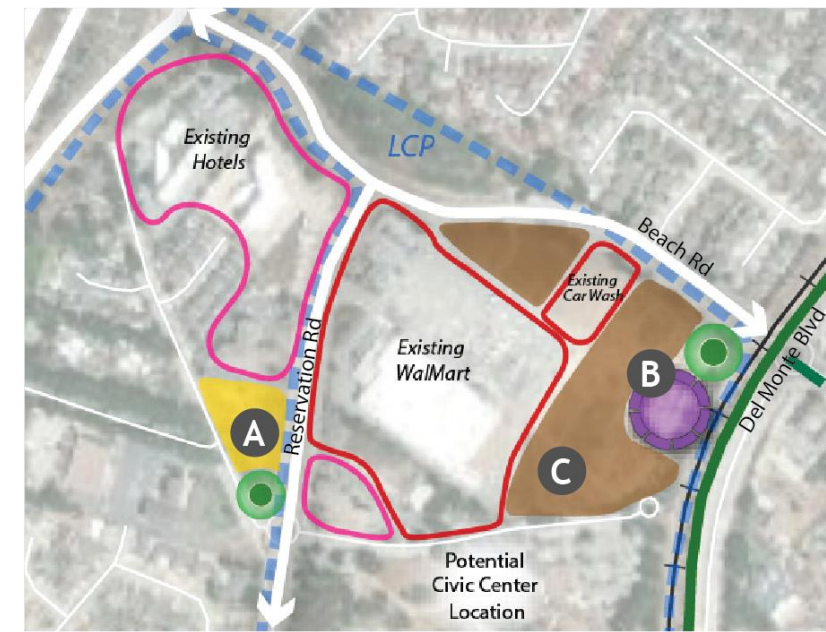 Existing
Hotels
LCP
Beach Rd
Existing
Car Wash
Reservation Rd
Existing
WalMart
Del Monte Blvd
B
A
C
Potential
Civic Center
Location